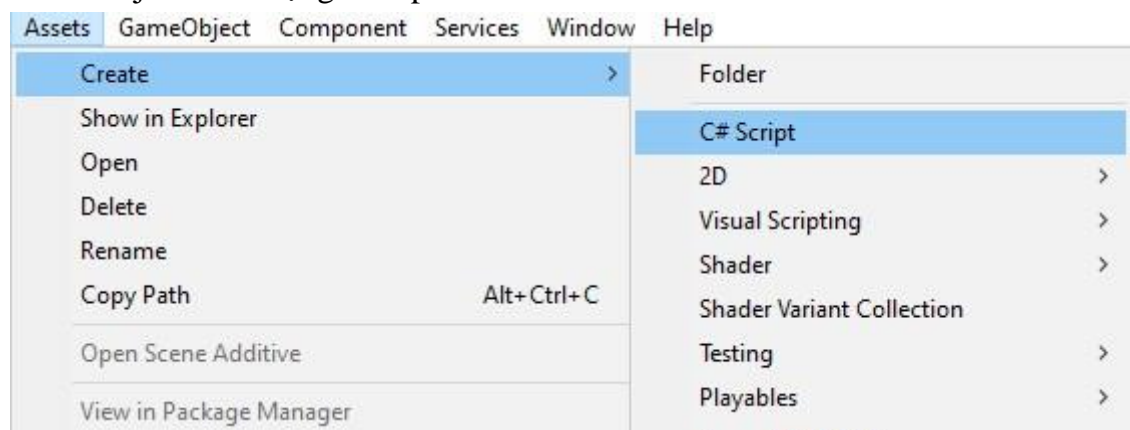 Assets GameObject Component Services Window Help
Create >
Show in Explorer
Open
Delete
Rename
Copy Path Alt+Ctrl+C
Open Scene Additive
View in Package Manager
Folder
C# Script
2D >
Visual Scripting >
Shader >
Shader Variant Collection
Testing >
Playables >